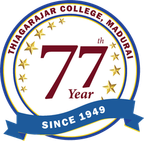 THIAGARAJAR COLLEGE, MADURAI
77th
Year
SINCE 1949